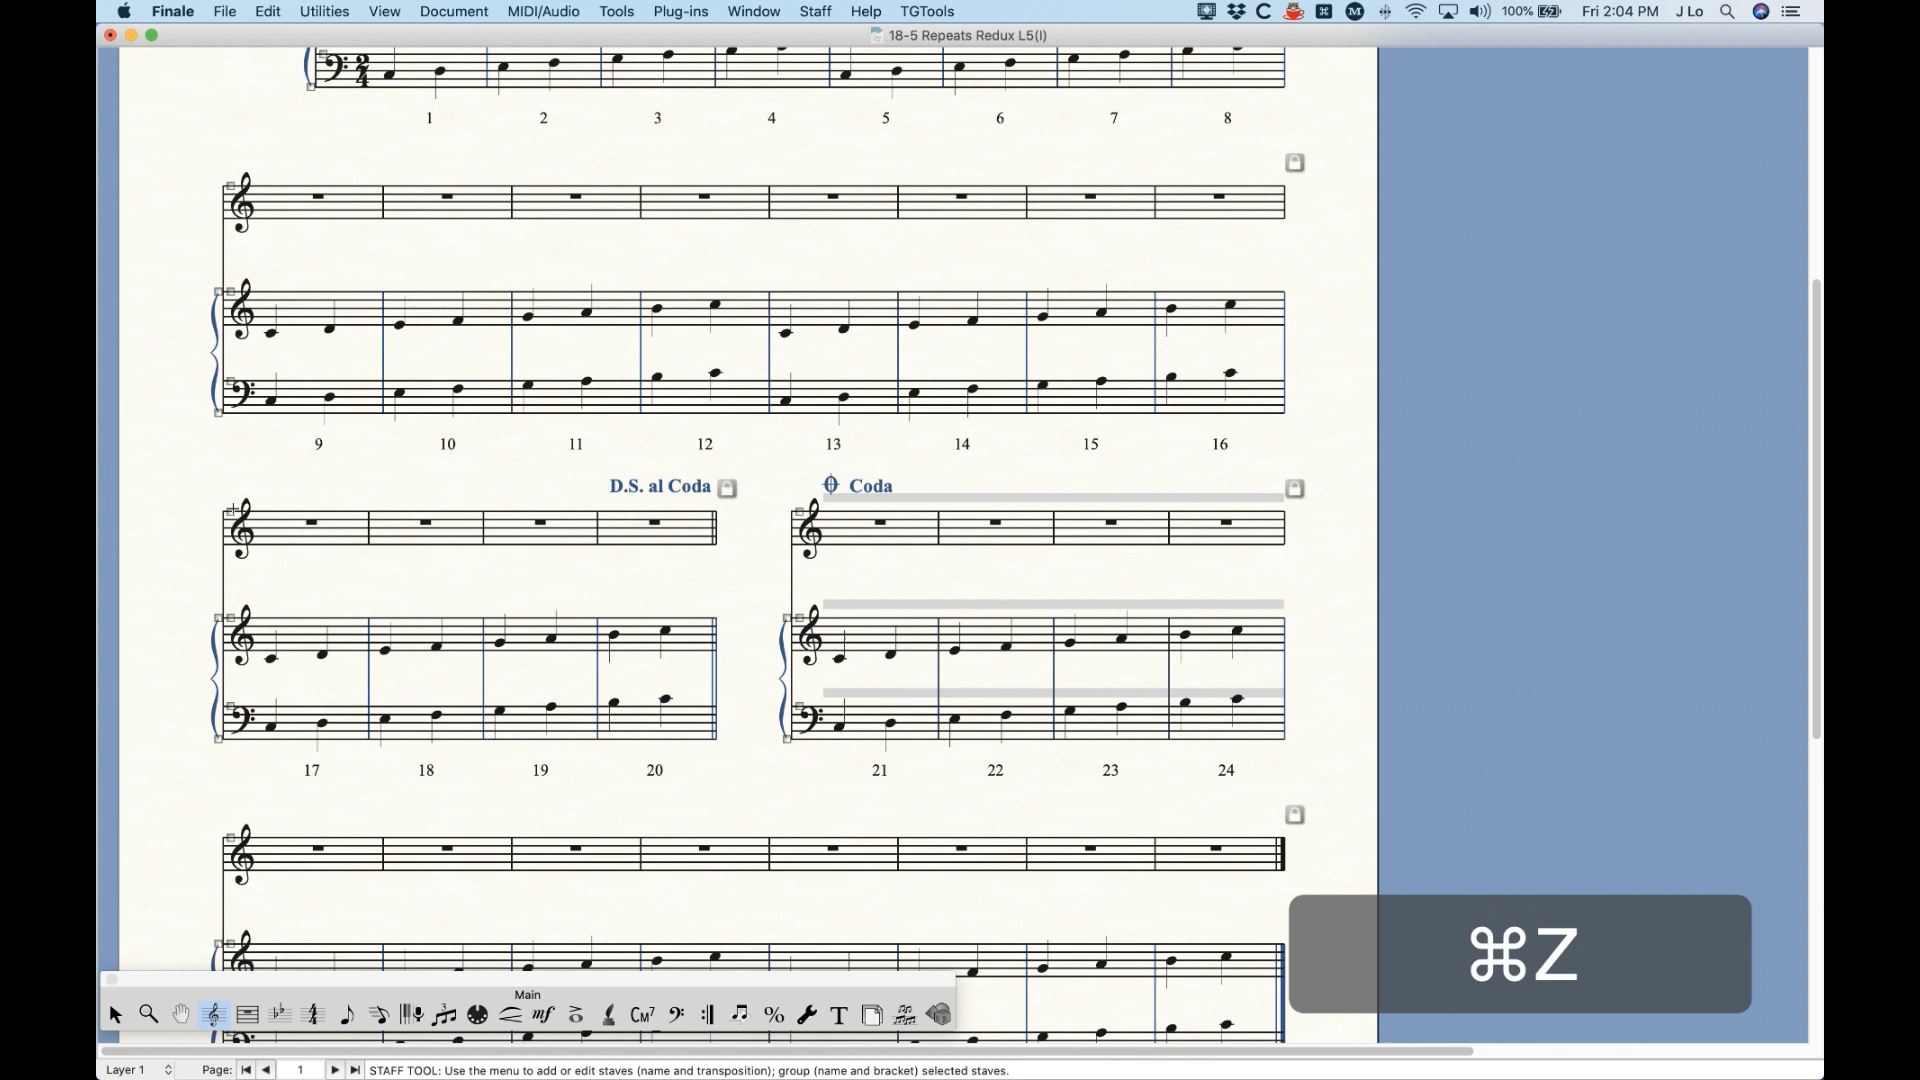 Finale File Edit Utilities View Document MIDI/Audio Tools Plug-ins Window Staff Help TGTools 100% Fri 2:04 PM J Lo
18-5 Repeats Redux L5(I)
1 2 3 4 5 6 7 8
9 10 11 12 13 14 15 16
D.S. al Coda Coda
17 18 19 20 21 22 23 24
⌘Z
Main
mf CM7 % T
Layer 1 Page: 1 STAFF TOOL: Use the menu to add or edit staves (name and transposition); group (name and bracket) selected staves.